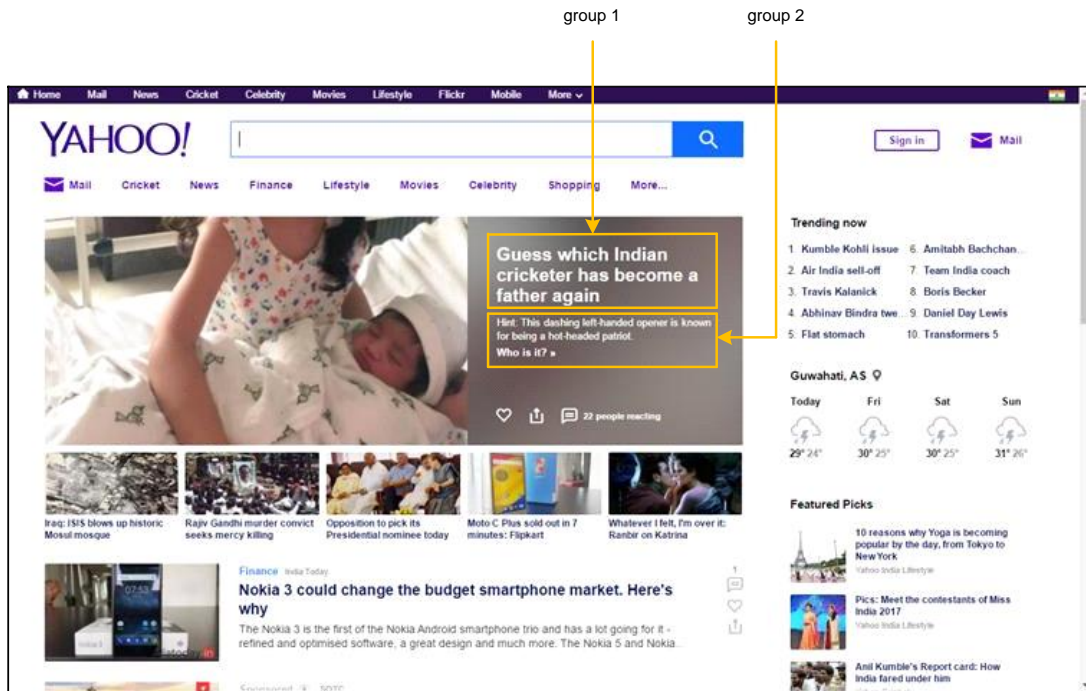 group 1
group 2
Home Mail News Cricket Celebrity Movies Lifestyle Flickr Mobile More
YAHOO!
Sign in
Mail
Mail Cricket News Finance Lifestyle Movies Celebrity Shopping More...
Guess which Indian
cricketer has become a
father again
Hint: This dashing left-handed opener is known
for being a hot-headed patriot.
Who is it? »
22 people reacting
Iraq: ISIS blows up historic
Mosul mosque
Rajiv Gandhi murder convict
seeks mercy killing
Opposition to pick its
Presidential nominee today
Moto C Plus sold out in 7
minutes: Flipkart
Whatever I felt, I'm over it:
Ranbir on Katrina
Finance India Today
Nokia 3 could change the budget smartphone market. Here's
why
The Nokia 3 is the first of the Nokia Android smartphone trio and has a lot going for it -
refined and optimised software, a great design and much more. The Nokia 5 and Nokia...
1
07:53
Nokia 3
Sponsored SOTC
Trending now
1. Kumble Kohli issue
2. Air India sell-off
3. Travis Kalanick
4. Abhinav Bindra twe...
5. Flat stomach
6. Amitabh Bachchan...
7. Team India coach
8. Boris Becker
9. Daniel Day Lewis
10. Transformers 5
Guwahati, AS
Today Fri Sat Sun
29° 24° 30° 25° 30° 25° 31° 26°
Featured Picks
10 reasons why Yoga is becoming
popular by the day, from Tokyo to
New York
Yahoo India Lifestyle
Pics: Meet the contestants of Miss
India 2017
Yahoo India Lifestyle
Anil Kumble's Report card: How
India fared under him